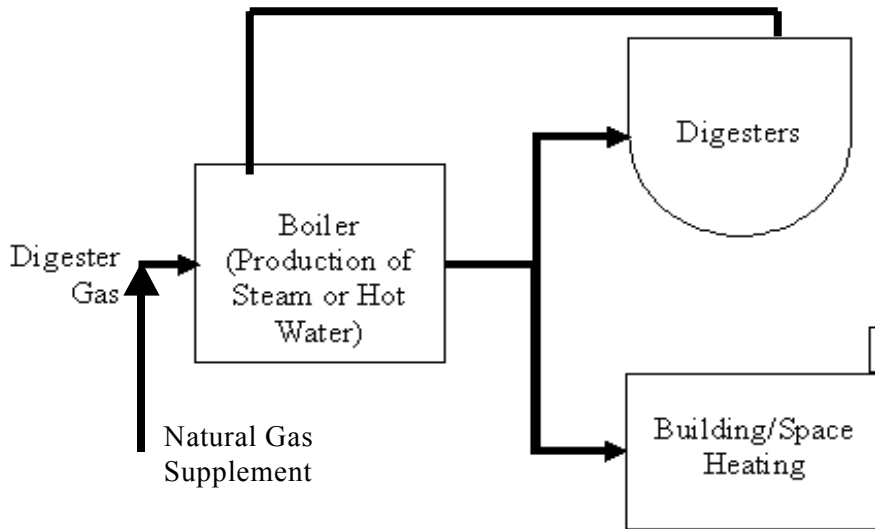 Digesters
Boiler
(Production of
Steam or Hot
Water)
Digester
Gas
Natural Gas
Supplement
Building/Space
Heating